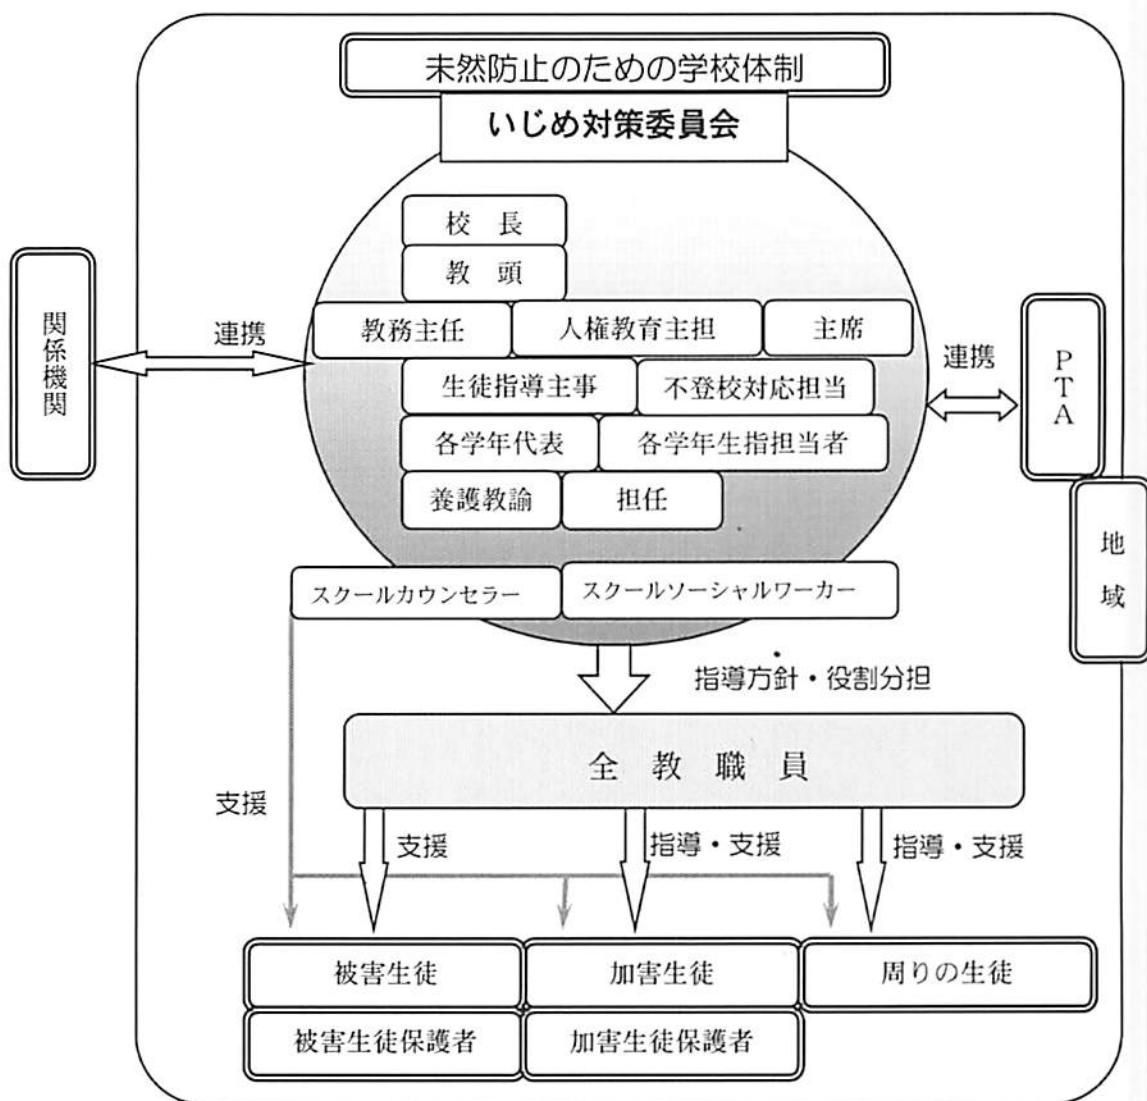 未然防止のための学校体制
いじめ対策委員会
校 長
教 頭
教務主任
人権教育主担
主席
生徒指導主事
不登校対応担当
各学年代表
各学年生指担当者
養護教諭
担任
スクールカウンセラー
スクールソーシャルワーカー
関係機関
連携
連携
PTA
地域
指導方針・役割分担
全 教 職 員
支援
支援
指導・支援
指導・支援
被害生徒
加害生徒
周りの生徒
被害生徒保護者
加害生徒保護者